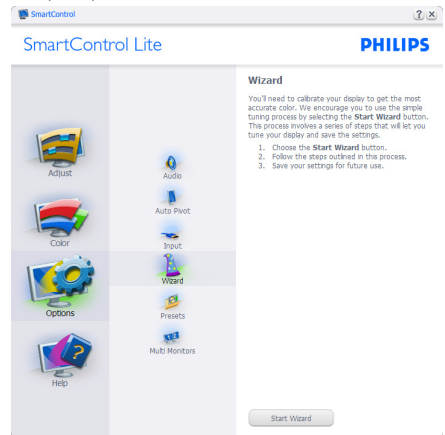 SmartControl
SmartControl Lite
PHILIPS
Adjust
Color
Options
Help
Audio
Auto Pivot
Input
Wizard
Presets
Multi Monitors
Wizard
You'll need to calibrate your display to get the most
accurate color. We encourage you to use the simple
tuning process by selecting the Start Wizard button.
This process involves a series of steps that will let you
tune your display and save the settings.
1. Choose the Start Wizard button.
2. Follow the steps outlined in this process.
3. Save your settings for future use.
Start Wizard